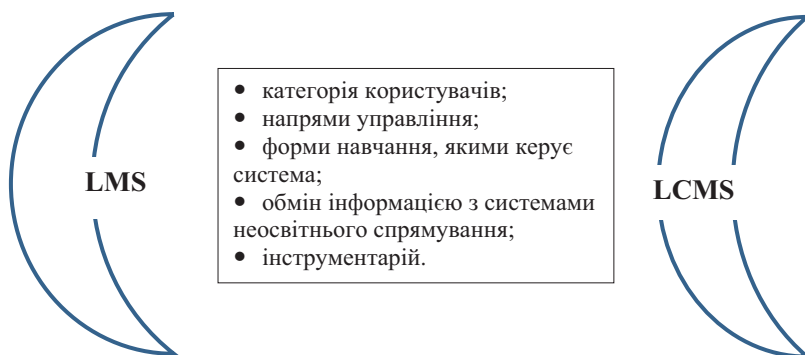 LMS
● категорія користувачів;
● напрями управління;
● форми навчання, якими керує
система;
● обмін інформацією з системами
неосвітнього спрямування;
● інструментарій.
LCMS